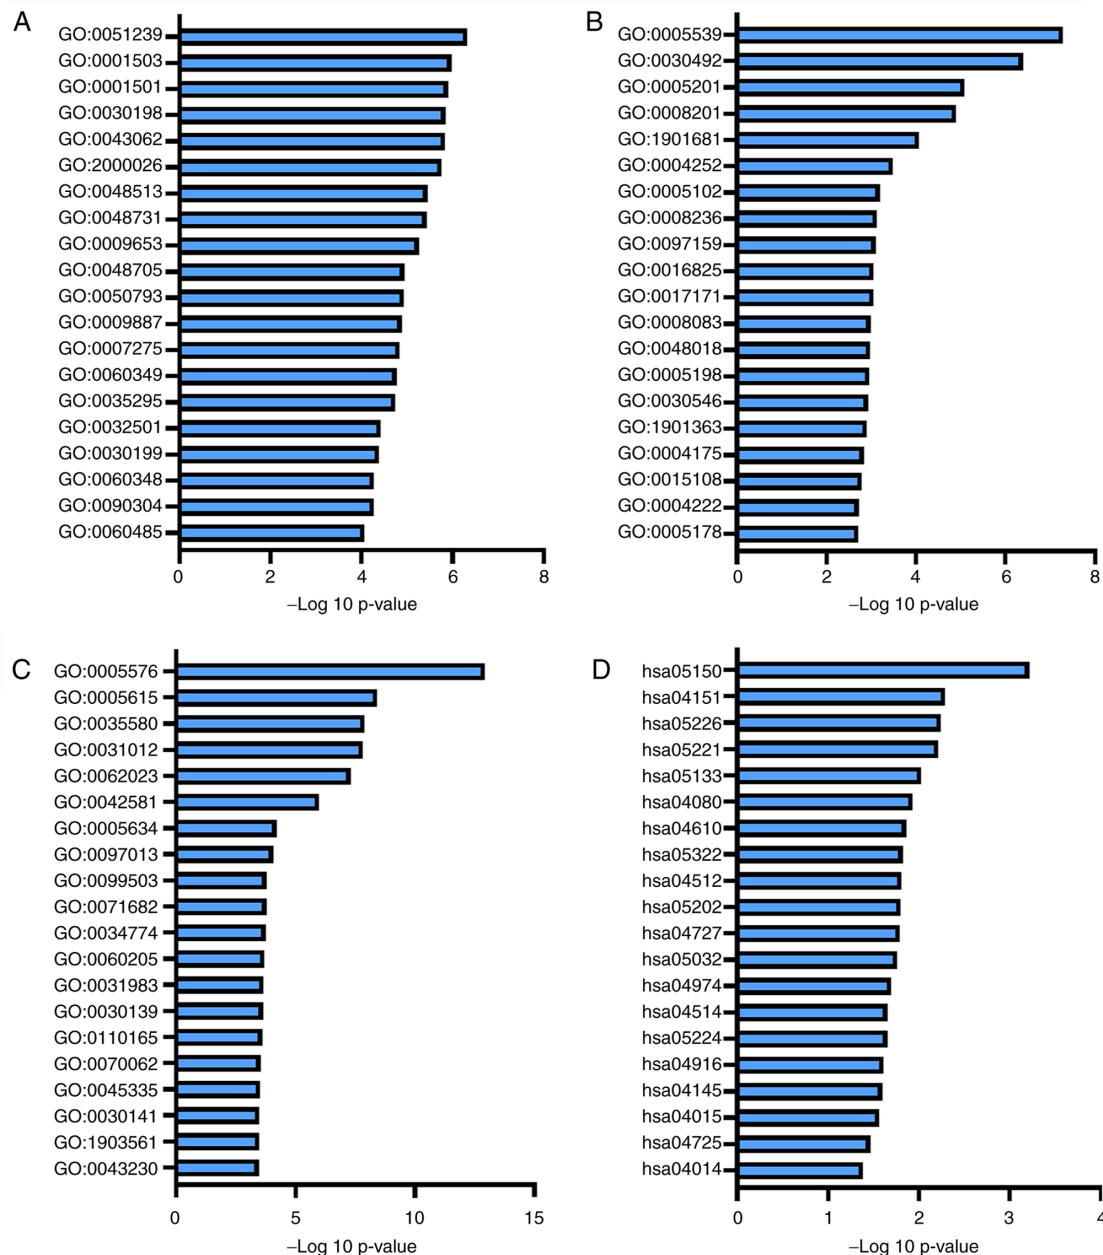 A
GO:0051239
GO:0001503
GO:0001501
GO:0030198
GO:0043062
GO:2000026
GO:0048513
GO:0048731
GO:0009653
GO:0048705
GO:0050793
GO:0009887
GO:0007275
GO:0060349
GO:0035295
GO:0032501
GO:0030199
GO:0060348
GO:0090304
GO:0060485
0 2 4 6 8
–Log 10 p-value
B
GO:0005539
GO:0030492
GO:0005201
GO:0008201
GO:1901681
GO:0004252
GO:0005102
GO:0008236
GO:0097159
GO:0016825
GO:0017171
GO:0008083
GO:0048018
GO:0005198
GO:0030546
GO:1901363
GO:0004175
GO:0015108
GO:0004222
GO:0005178
0 2 4 6 8
–Log 10 p-value
C
GO:0005576
GO:0005615
GO:0035580
GO:0031012
GO:0062023
GO:0042581
GO:0005634
GO:0097013
GO:0099503
GO:0071682
GO:0034774
GO:0060205
GO:0031983
GO:0030139
GO:0110165
GO:0070062
GO:0045335
GO:0030141
GO:1903561
GO:0043230
0 5 10 15
–Log 10 p-value
D
hsa05150
hsa04151
hsa05226
hsa05221
hsa05133
hsa04080
hsa04610
hsa05322
hsa04512
hsa05202
hsa04727
hsa05032
hsa04974
hsa04514
hsa05224
hsa04916
hsa04145
hsa04015
hsa04725
hsa04014
0 1 2 3 4
–Log 10 p-value